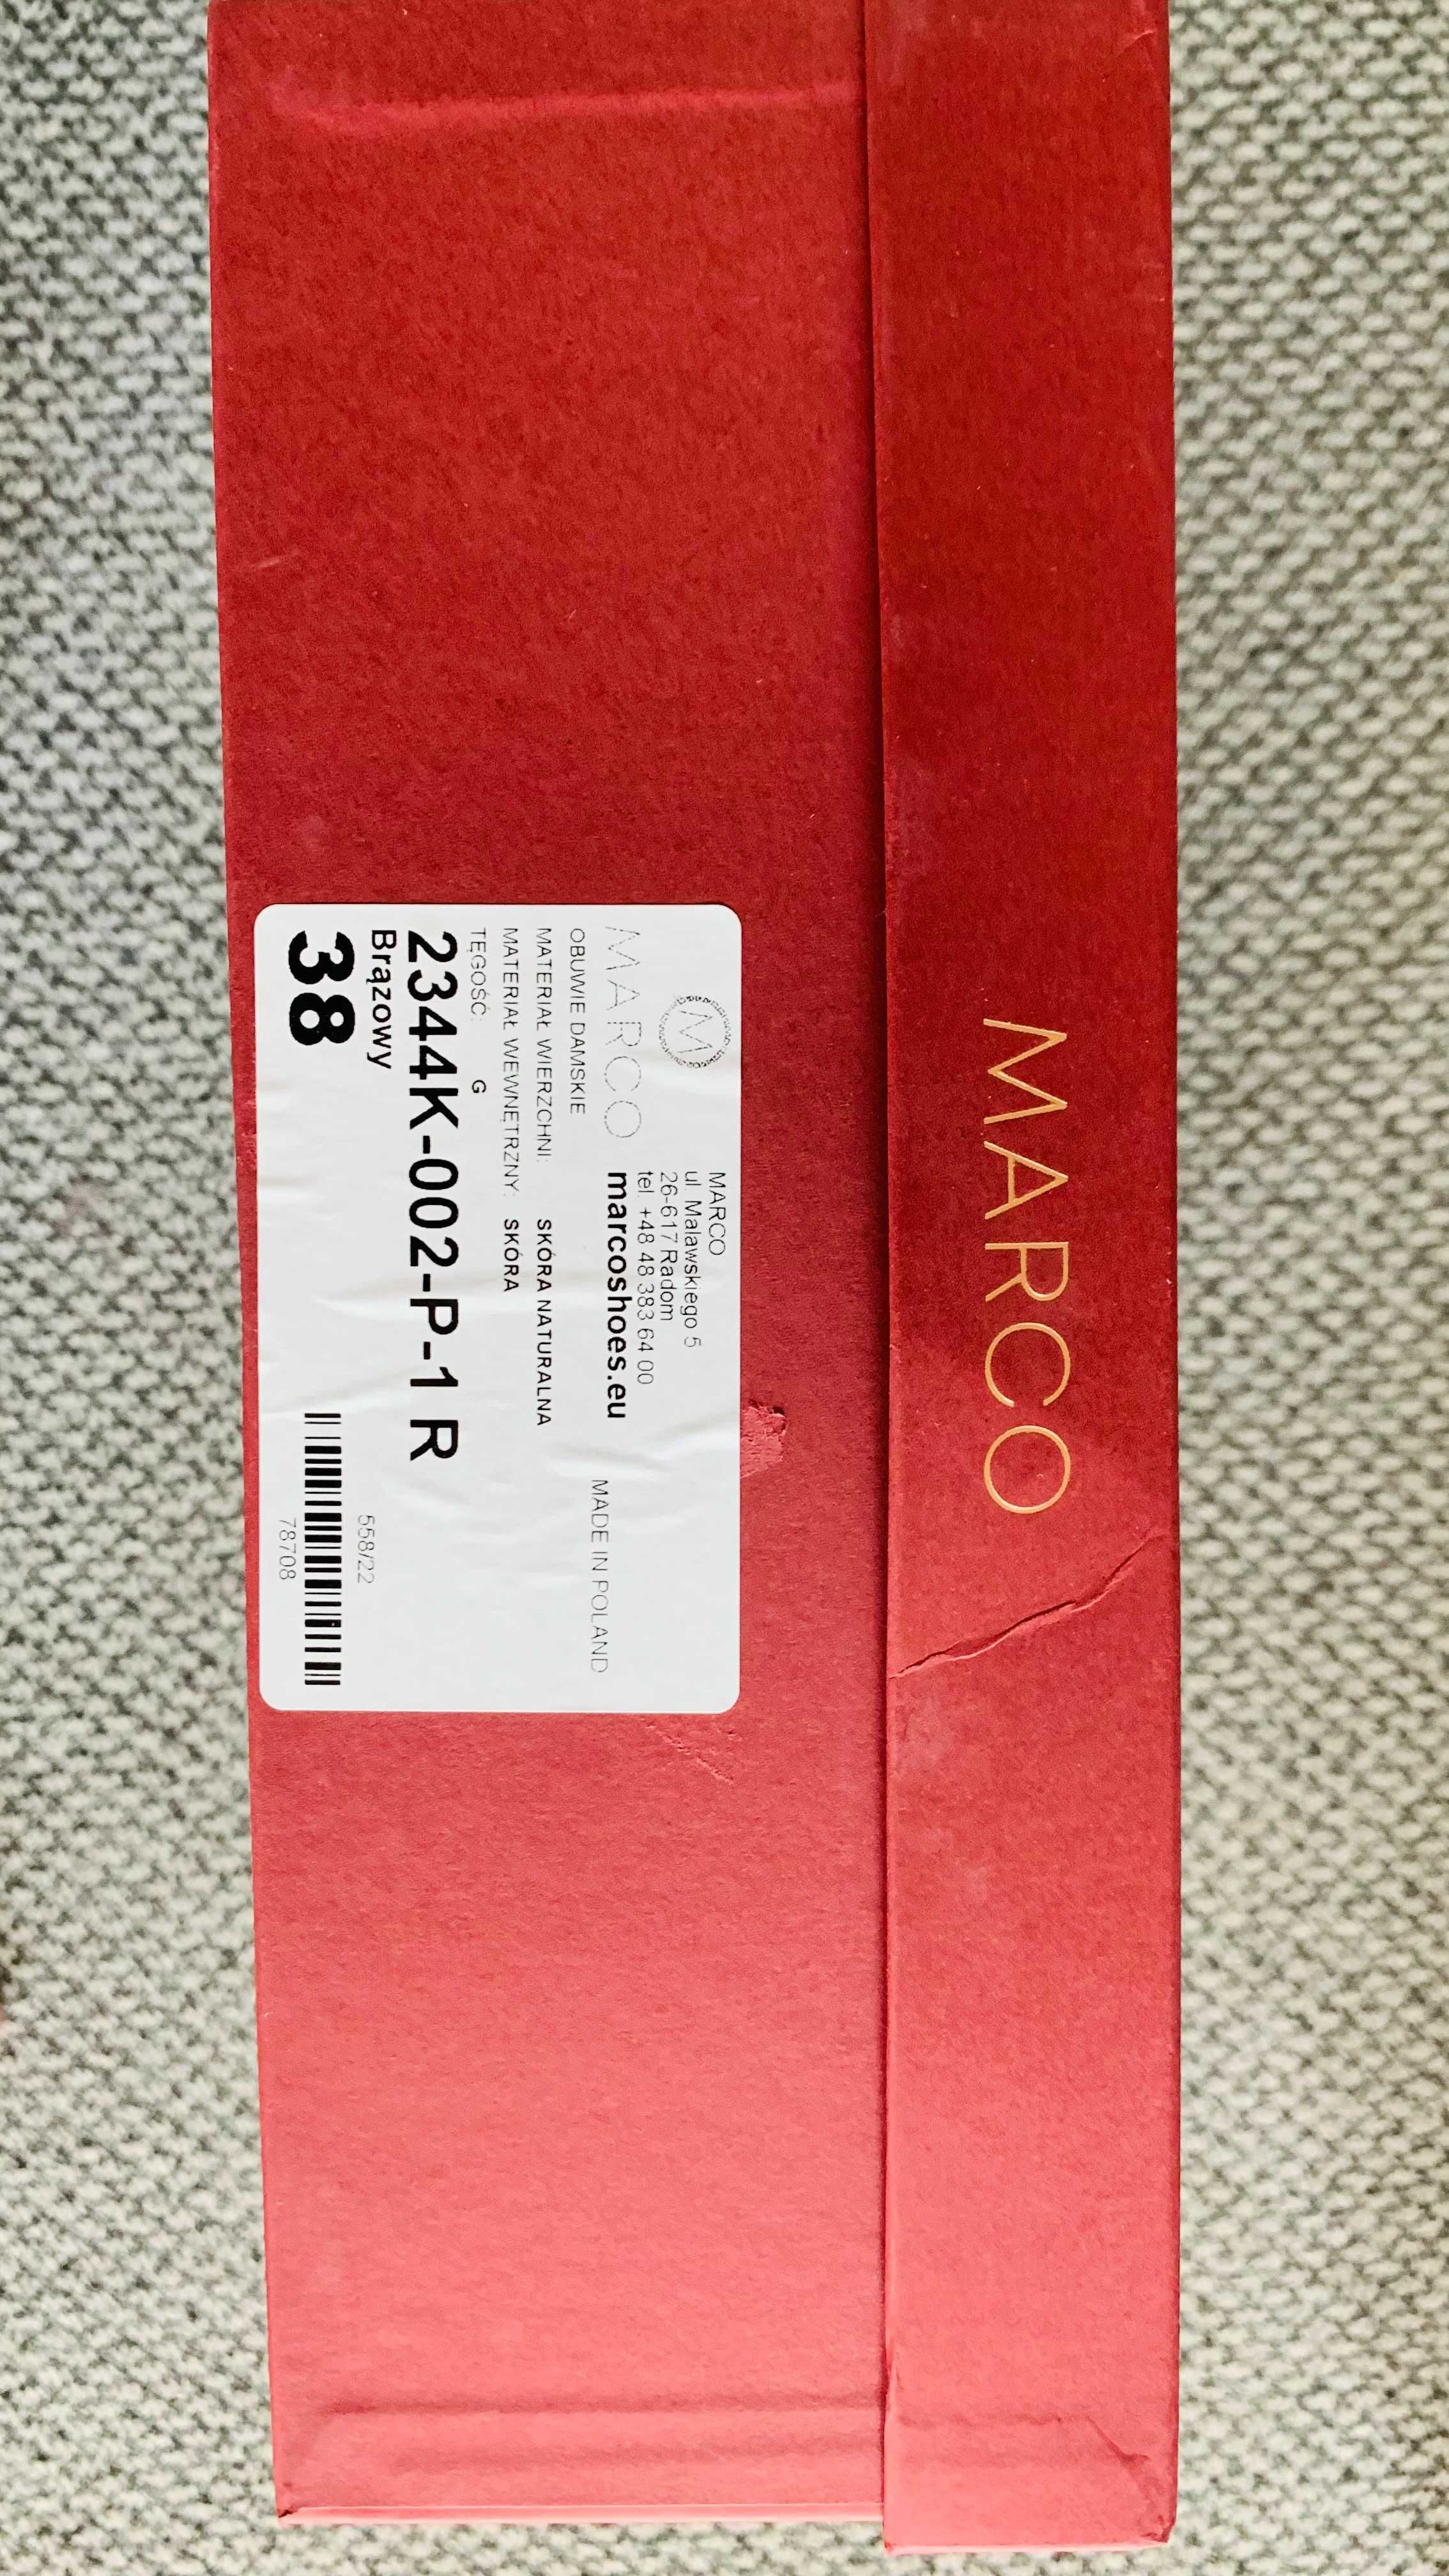 MARCO
M
MARCO
MARCO
ul. Malawskiego 5
26-617 Radom
tel. +48 48 383 64 00
marcoshoes.eu
MADE IN POLAND
OBUWIE DAMSKIE
MATERIAŁ WIERZCHNI: SKÓRA NATURALNA
MATERIAŁ WEWNĘTRZNY: SKÓRA
TĘGOŚĆ: G
2344K-002-P-1 R
Brązowy
38
558/22
78708